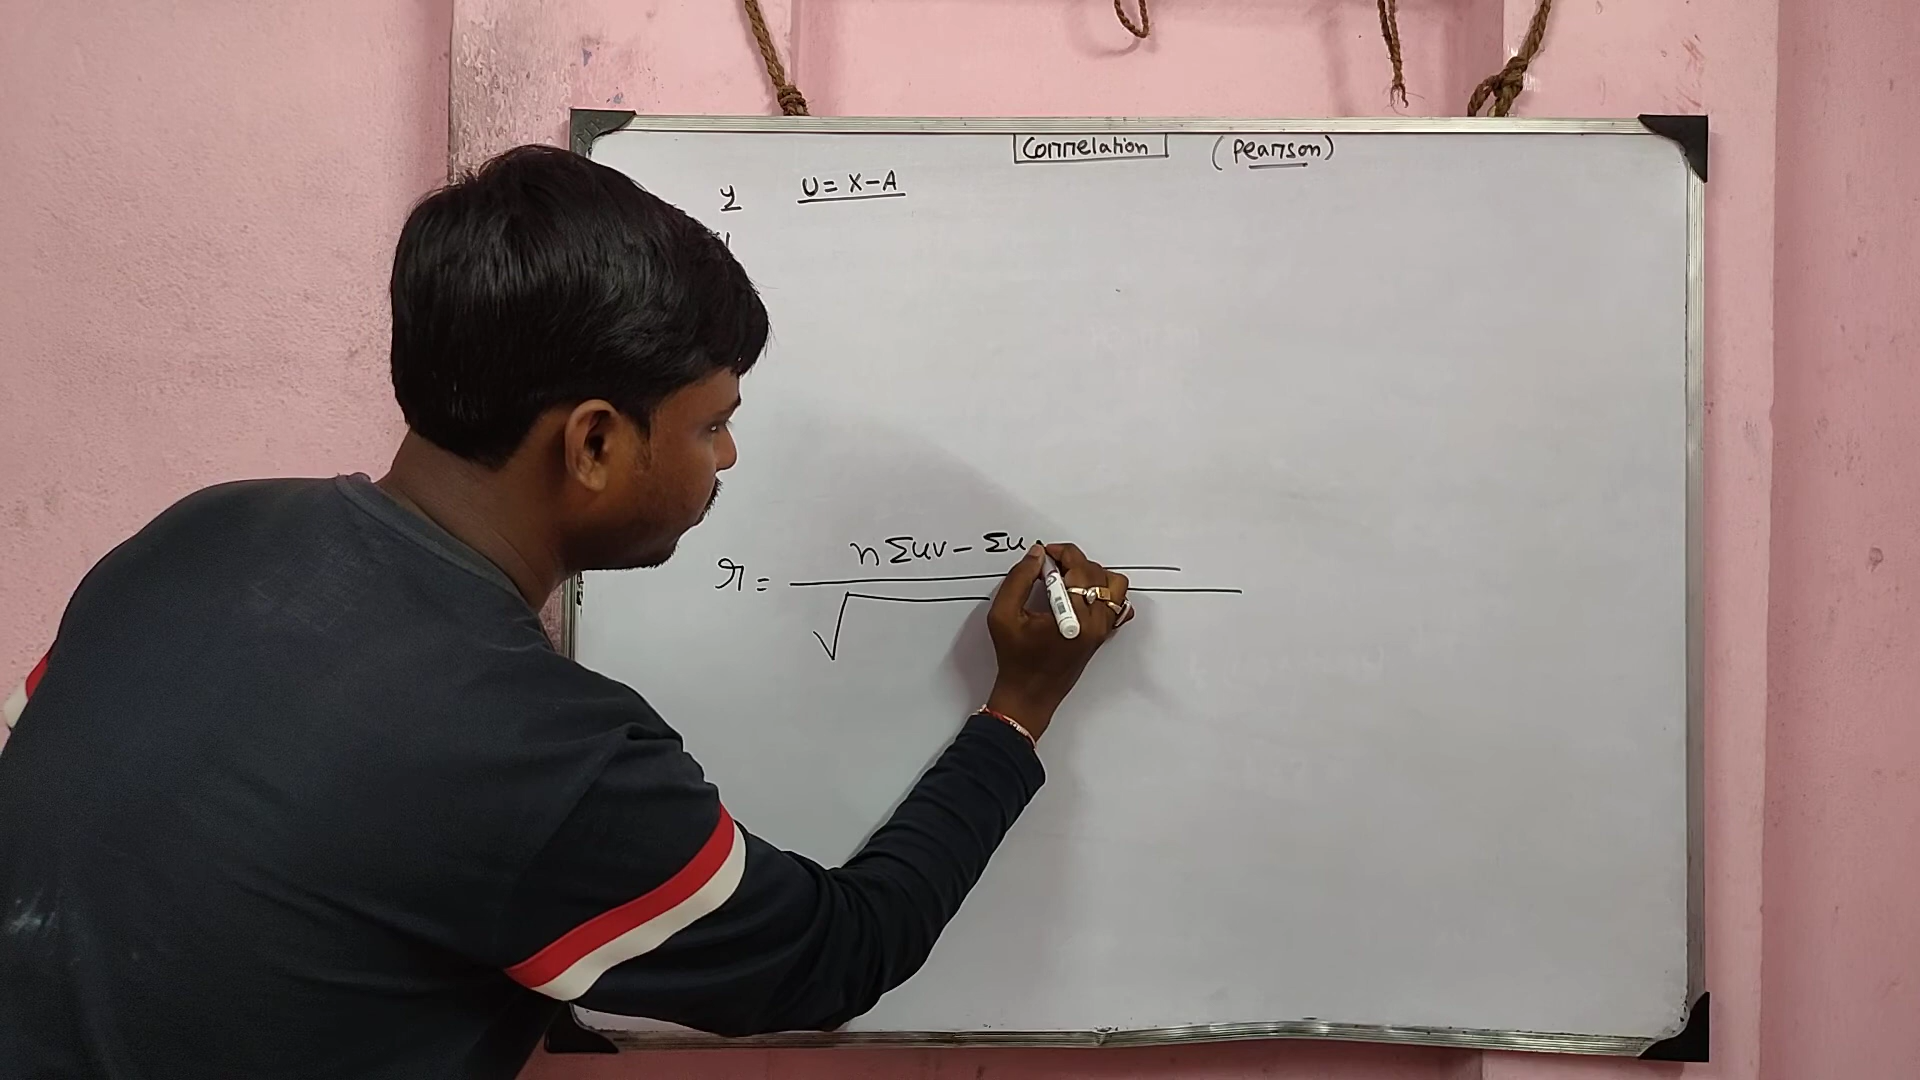 Correlation (Pearson)
y U = X - A
r = n Σuv - Σu
√